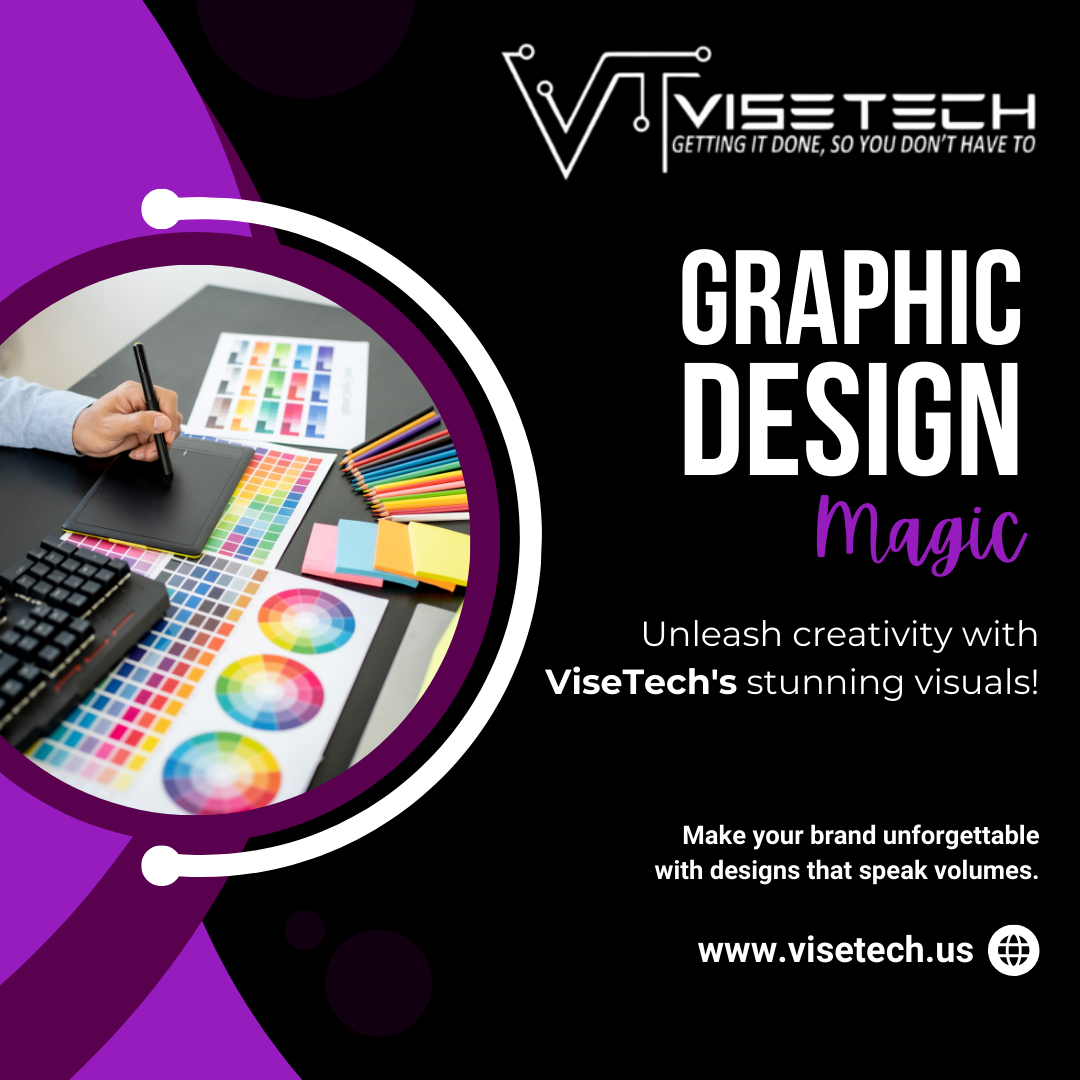 VT VISETECH
GETTING IT DONE, SO YOU DON'T HAVE TO
GRAPHIC
DESIGN
Magic
Unleash creativity with
ViseTech's stunning visuals!
Make your brand unforgettable
with designs that speak volumes.
www.visetech.us